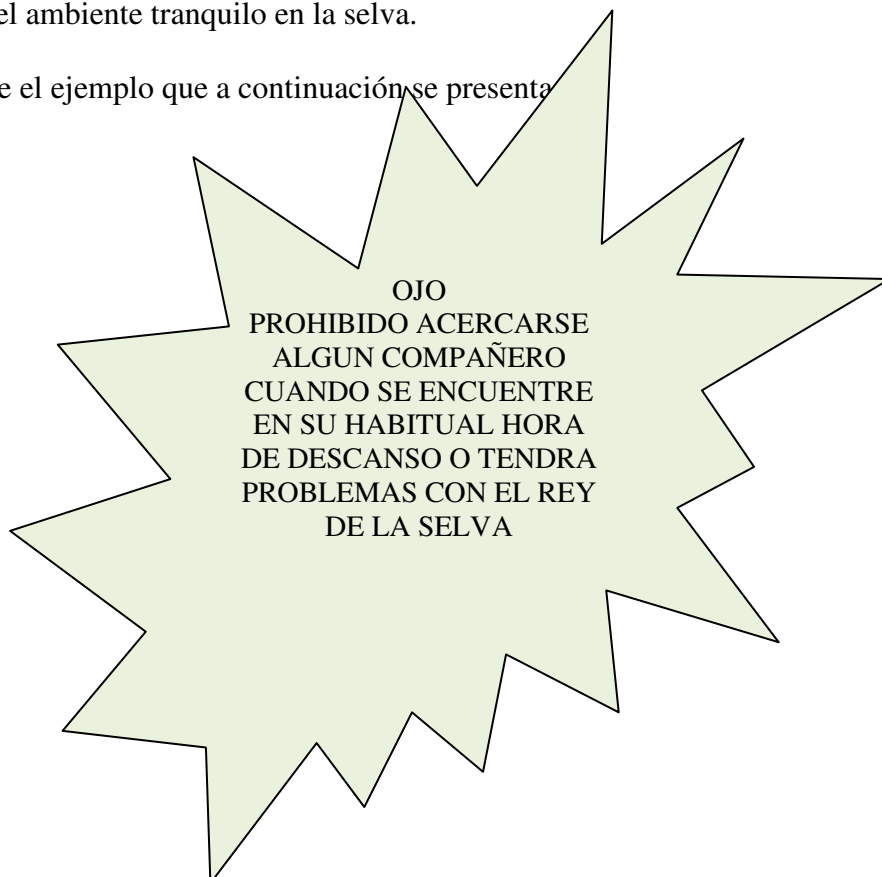 el ambiente tranquilo en la selva.
e el ejemplo que a continuación se presenta
OJO
PROHIBIDO ACERCARSE
ALGUN COMPAÑERO
CUANDO SE ENCUENTRE
EN SU HABITUAL HORA
DE DESCANSO O TENDRA
PROBLEMAS CON EL REY
DE LA SELVA